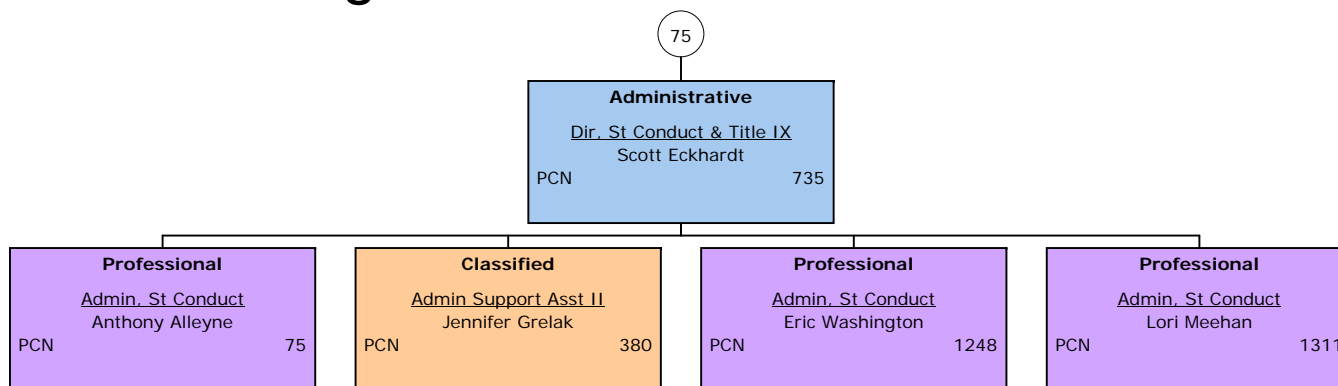 75
Administrative
Dir, St Conduct & Title IX
Scott Eckhardt
PCN 735
Professional
Admin, St Conduct
Anthony Alleyne
PCN 75
Classified
Admin Support Asst II
Jennifer Grelak
PCN 380
Professional
Admin, St Conduct
Eric Washington
PCN 1248
Professional
Admin, St Conduct
Lori Meehan
PCN 1311